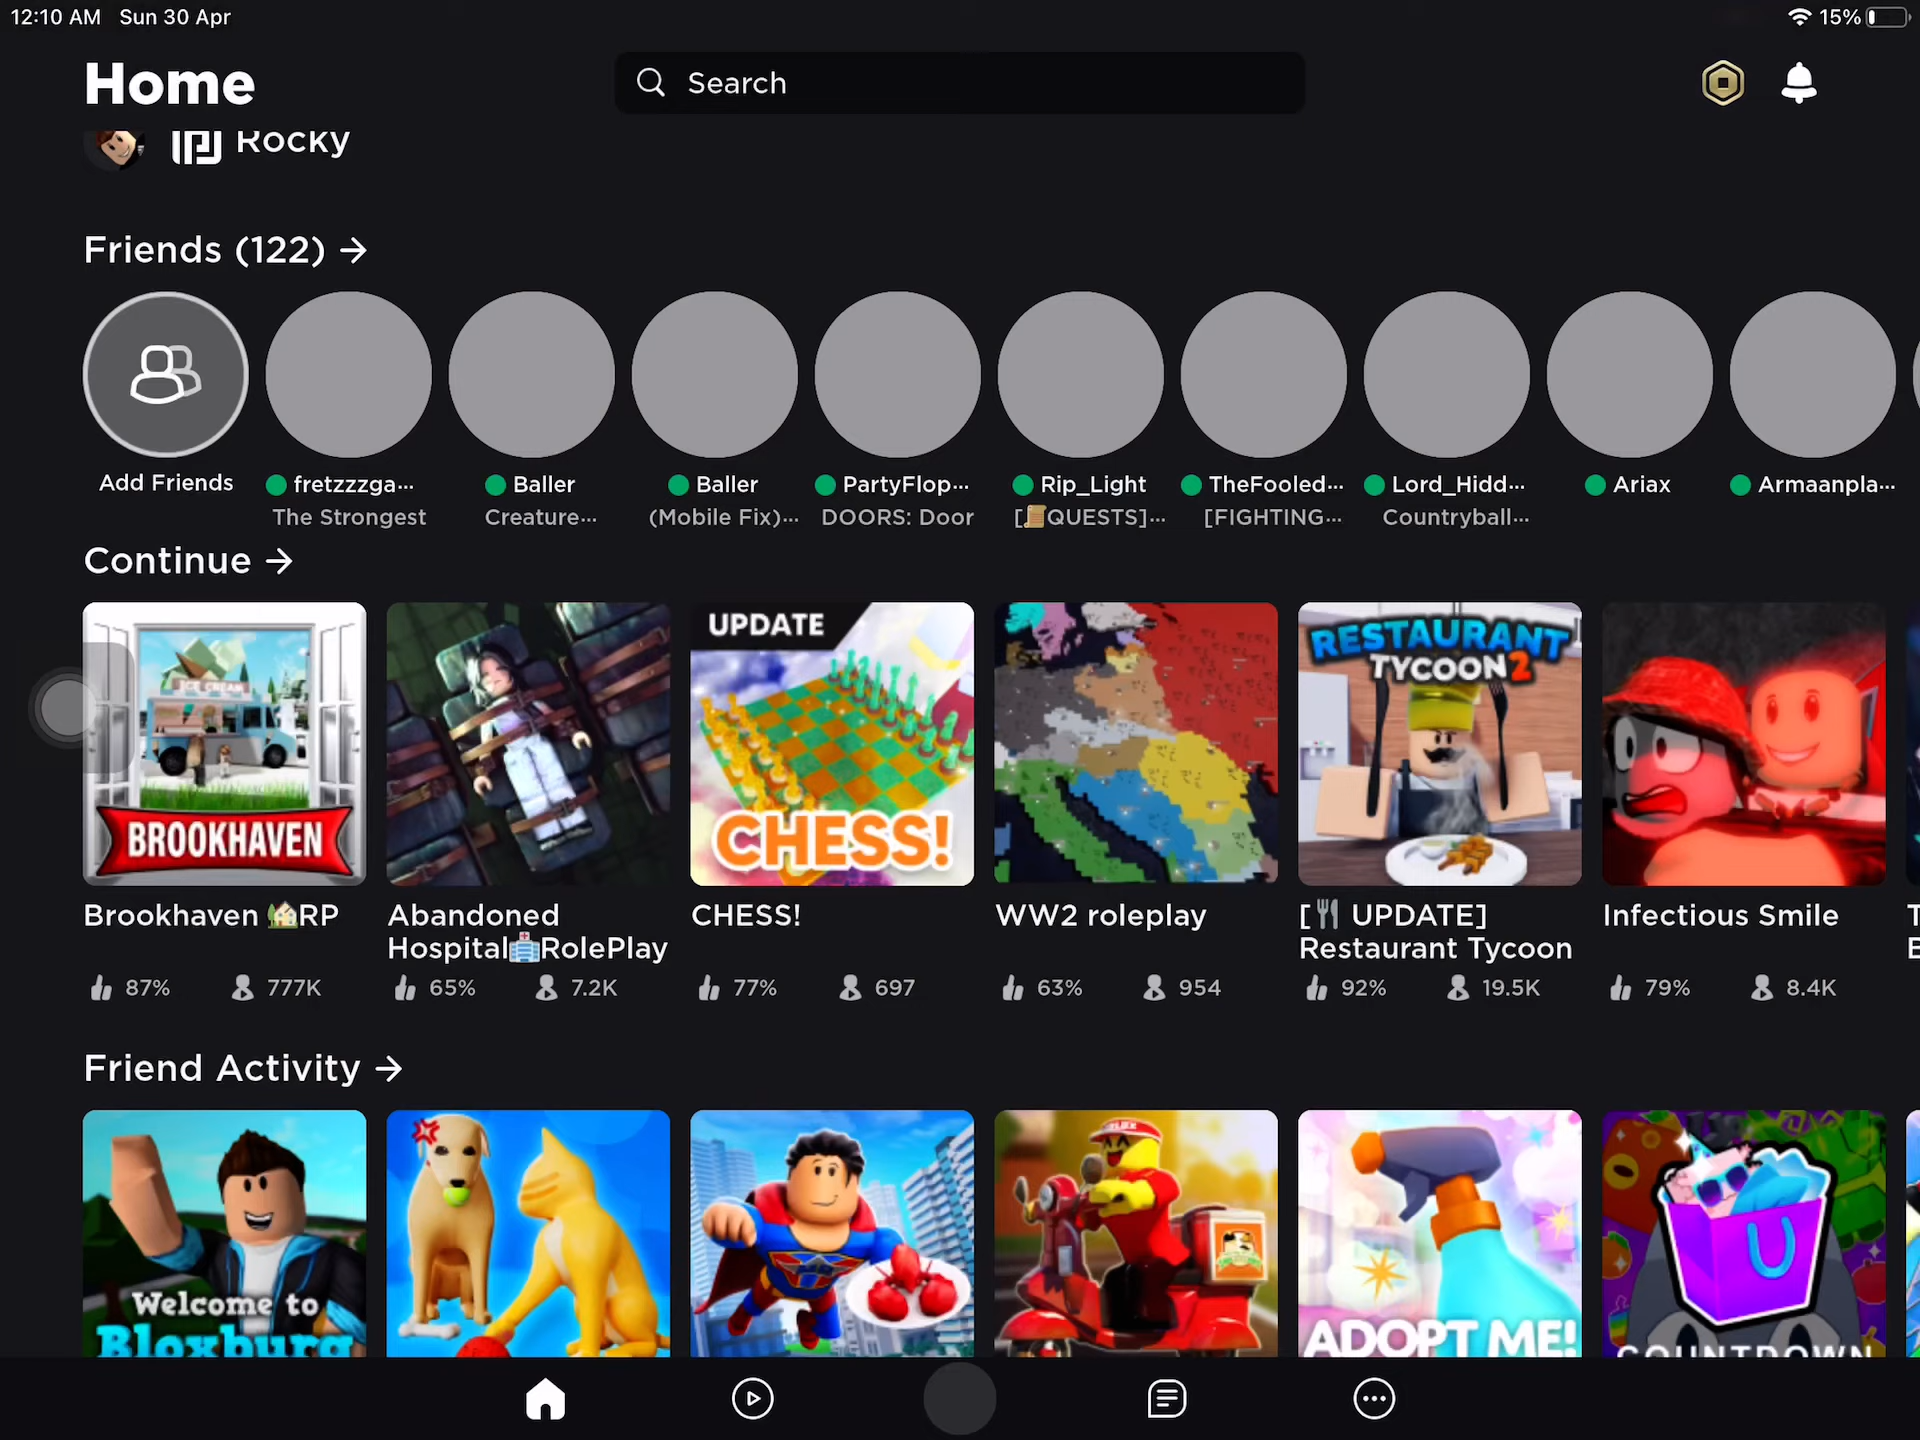 12:10 AM Sun 30 Apr
15%
Home
Search
Rocky
Friends (122) →
Add Friends
fretzzzga...
The Strongest
Baller
Creature...
Baller
(Mobile Fix)...
PartyFlop...
DOORS: Door
Rip_Light
[📜QUESTS]...
TheFooled...
[FIGHTING...
Lord_Hidd...
Countryball...
Ariax
Armaanpla...
Continue →
ICE CREAM
BROOKHAVEN
UPDATE
CHESS!
RESTAURANT
TYCOON 2
Brookhaven 🏡RP
87% 777K
Abandoned
Hospital🏥RolePlay
65% 7.2K
CHESS!
77% 697
WW2 roleplay
63% 954
[🍴 UPDATE]
Restaurant Tycoon
92% 19.5K
Infectious Smile
79% 8.4K
Friend Activity →
Welcome to
Bloxburg
ADOPT ME!
COUNTDOWN